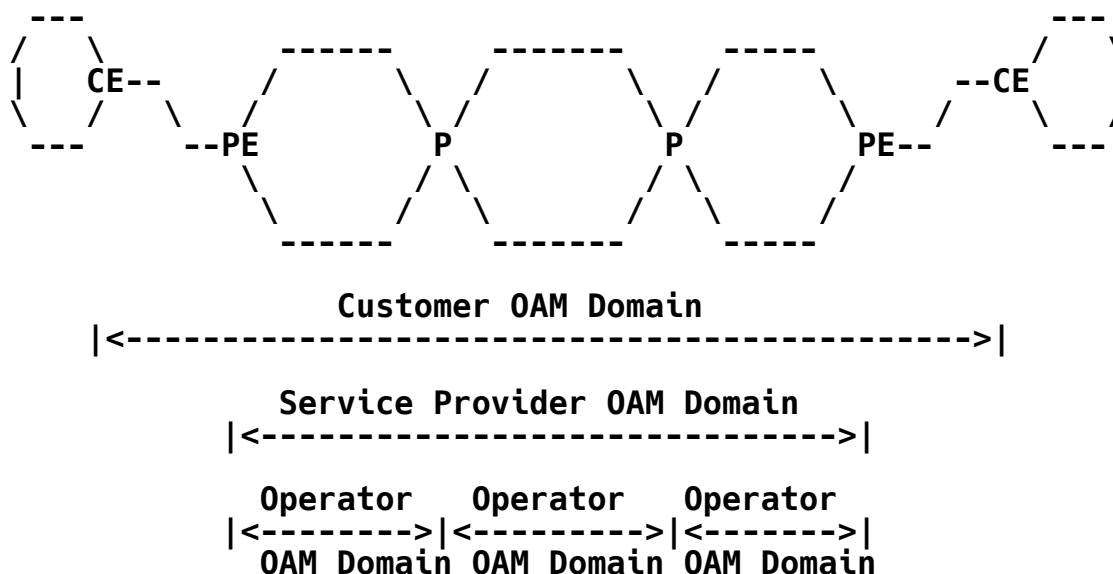 ---                                                   ---
/   \         ------       -------     -----          /   \
|   CE--     /      \   /       \   /     \      --CE
\   /   \   /        \ /         \ /       \    /    \   /
 ---     --PE         P           P         PE--      ---
            \        / \         / \       /
             \      /   \       /   \     /
              ------     -------     -----
Customer OAM Domain
|<-------------------------------------------->|
Service Provider OAM Domain
|<------------------------------>|
Operator   Operator   Operator
|<-------->|<--------->|<------->|
OAM Domain OAM Domain OAM Domain